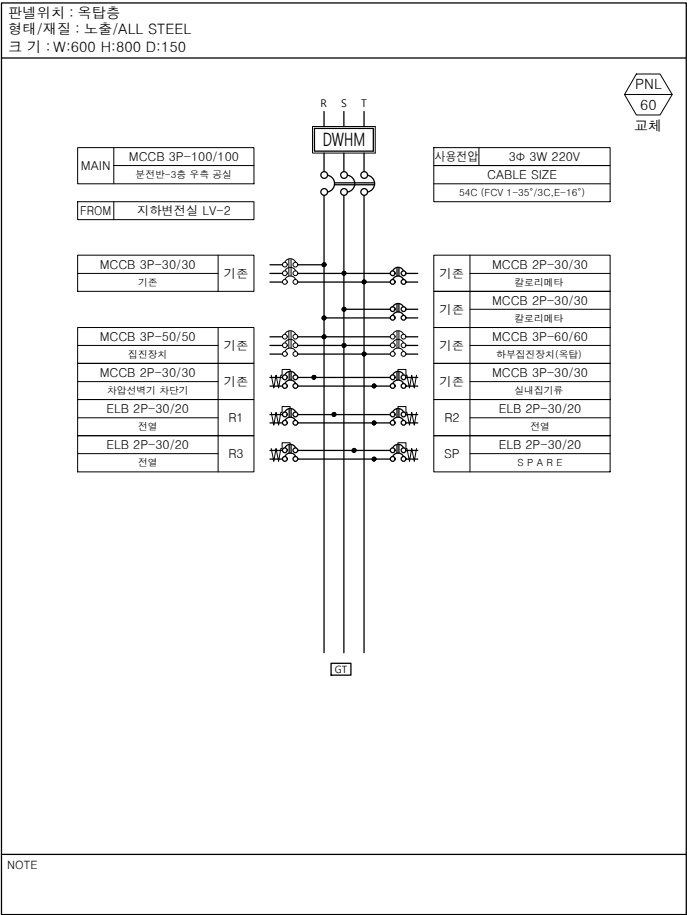 판넬위치 : 옥탑층
형태/재질 : 노출/ALL STEEL
크 기 : W:600 H:800 D:150
PNL
60
교체
R S T
DWHM
MAIN
MCCB 3P-100/100
분전반-3층 우측 공실
FROM 지하변전실 LV-2
사용전압 3Φ 3W 220V
CABLE SIZE
54C (FCV 1-35°/3C,E-16°)
MCCB 3P-30/30
기존
기존
MCCB 3P-50/50
집진장치
기존
MCCB 2P-30/30
차압선벽기 차단기
기존
ELB 2P-30/20
전열
R1
ELB 2P-30/20
전열
R3
기존
MCCB 2P-30/30
칼로리메타
기존
MCCB 2P-30/30
칼로리메타
기존
MCCB 3P-60/60
하부집진장치(옥탑)
기존
MCCB 3P-30/30
실내집기류
R2
ELB 2P-30/20
전열
SP
ELB 2P-30/20
S P A R E
GT
NOTE